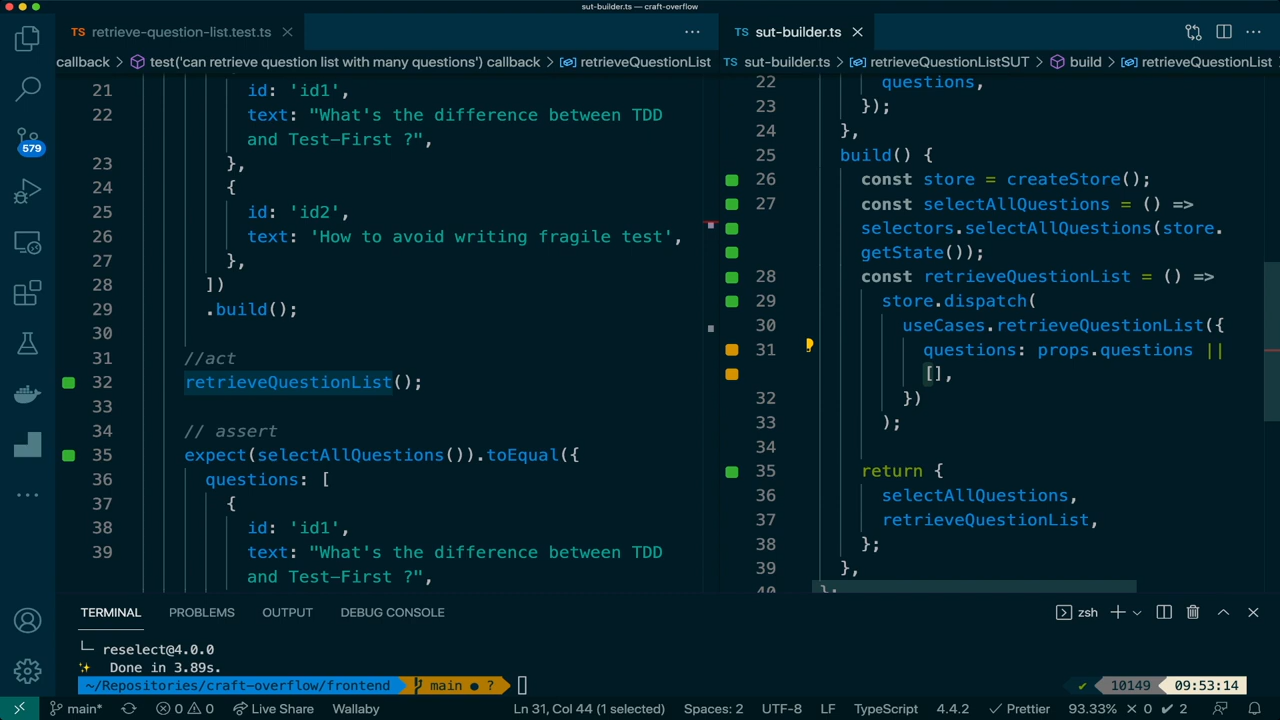 sut-builder.ts — craft-overflow
TS retrieve-question-list.test.ts
TS sut-builder.ts
callback > test('can retrieve question list with many questions') callback > retrieveQuestionList
TS sut-builder.ts > retrieveQuestionListSUT > build > retrieveQuestionList
579
21 id: 'id1',
22 text: "What's the difference between TDD
and Test-First ?",
23 },
24 {
25 id: 'id2',
26 text: 'How to avoid writing fragile test',
27 },
28 ])
29 .build();
30
31 //act
32 retrieveQuestionList();
33
34 // assert
35 expect(selectAllQuestions()).toEqual({
36 questions: [
37 {
38 id: 'id1',
39 text: "What's the difference between TDD
and Test-First ?",
22 questions,
23 });
24 },
25 build() {
26 const store = createStore();
27 const selectAllQuestions = () =>
selectors.selectAllQuestions(store.
getState());
28 const retrieveQuestionList = () =>
29 store.dispatch(
30 useCases.retrieveQuestionList({
31 questions: props.questions ||
[],
32 })
33 );
34
35 return {
36 selectAllQuestions,
37 retrieveQuestionList,
38 };
39 },
40 };
TERMINAL PROBLEMS OUTPUT DEBUG CONSOLE
zsh
└─ reselect@4.0.0
✨ Done in 3.89s.
~/Repositories/craft-overflow/frontend main ● ?
✔ 10149 09:53:14
main* 0 0 Live Share Wallaby
Ln 31, Col 44 (1 selected) Spaces: 2 UTF-8 LF TypeScript 4.4.2 ✓ Prettier 93.33% × 0 ✔ 2